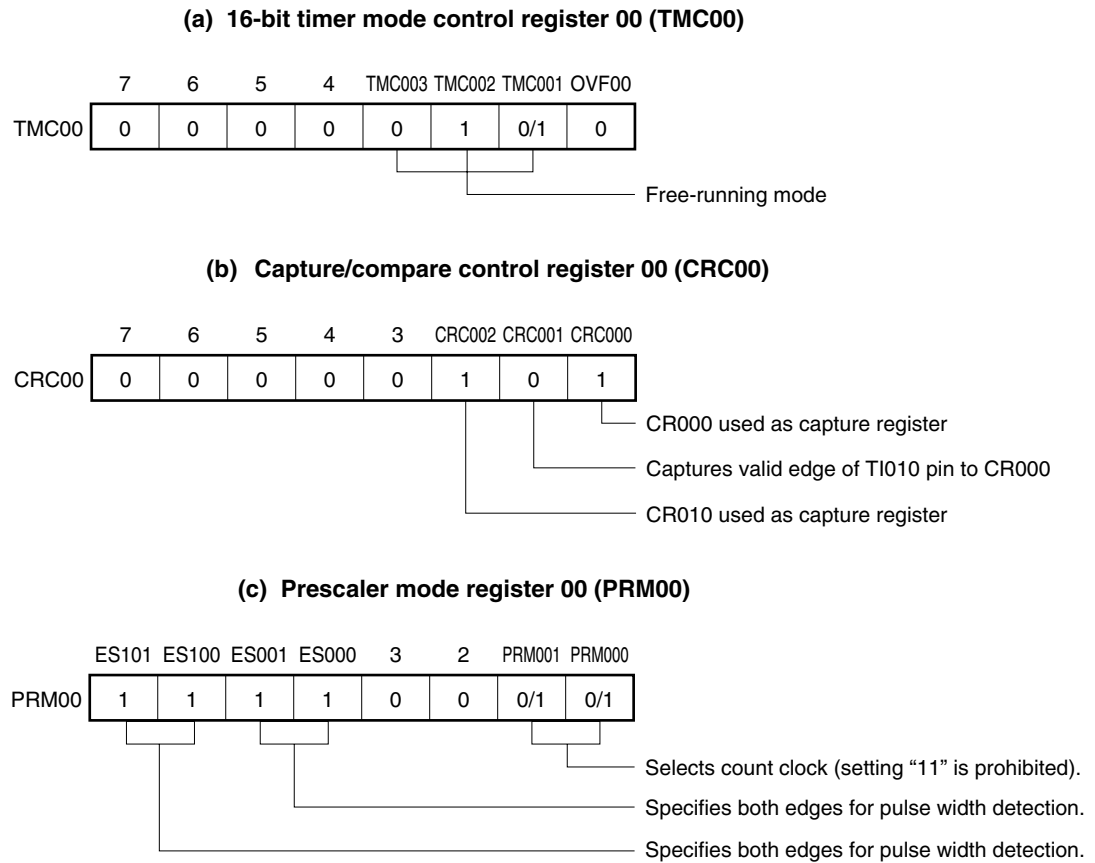 (a) 16-bit timer mode control register 00 (TMC00)
7 6 5 4 TMC003 TMC002 TMC001 OVF00
TMC00 0 0 0 0 0 1 0/1 0
Free-running mode
(b) Capture/compare control register 00 (CRC00)
7 6 5 4 3 CRC002 CRC001 CRC000
CRC00 0 0 0 0 0 1 0 1
CR000 used as capture register
Captures valid edge of TI010 pin to CR000
CR010 used as capture register
(c) Prescaler mode register 00 (PRM00)
ES101 ES100 ES001 ES000 3 2 PRM001 PRM000
PRM00 1 1 1 1 0 0 0/1 0/1
Selects count clock (setting “11” is prohibited).
Specifies both edges for pulse width detection.
Specifies both edges for pulse width detection.